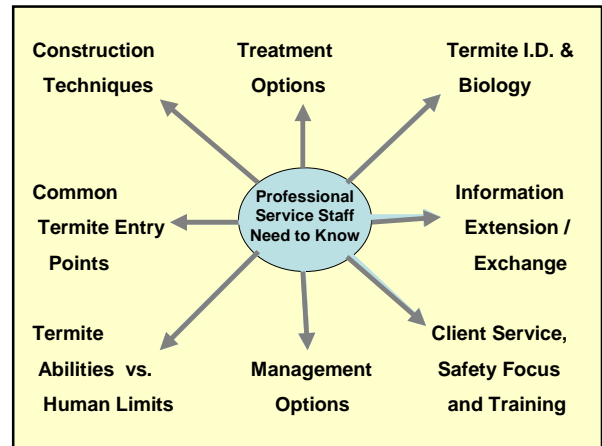 Construction
Techniques
Treatment
Options
Termite I.D. &
Biology
Common
Termite Entry
Points
Professional
Service Staff
Need to Know
Information
Extension /
Exchange
Termite
Abilities vs.
Human Limits
Management
Options
Client Service,
Safety Focus
and Training